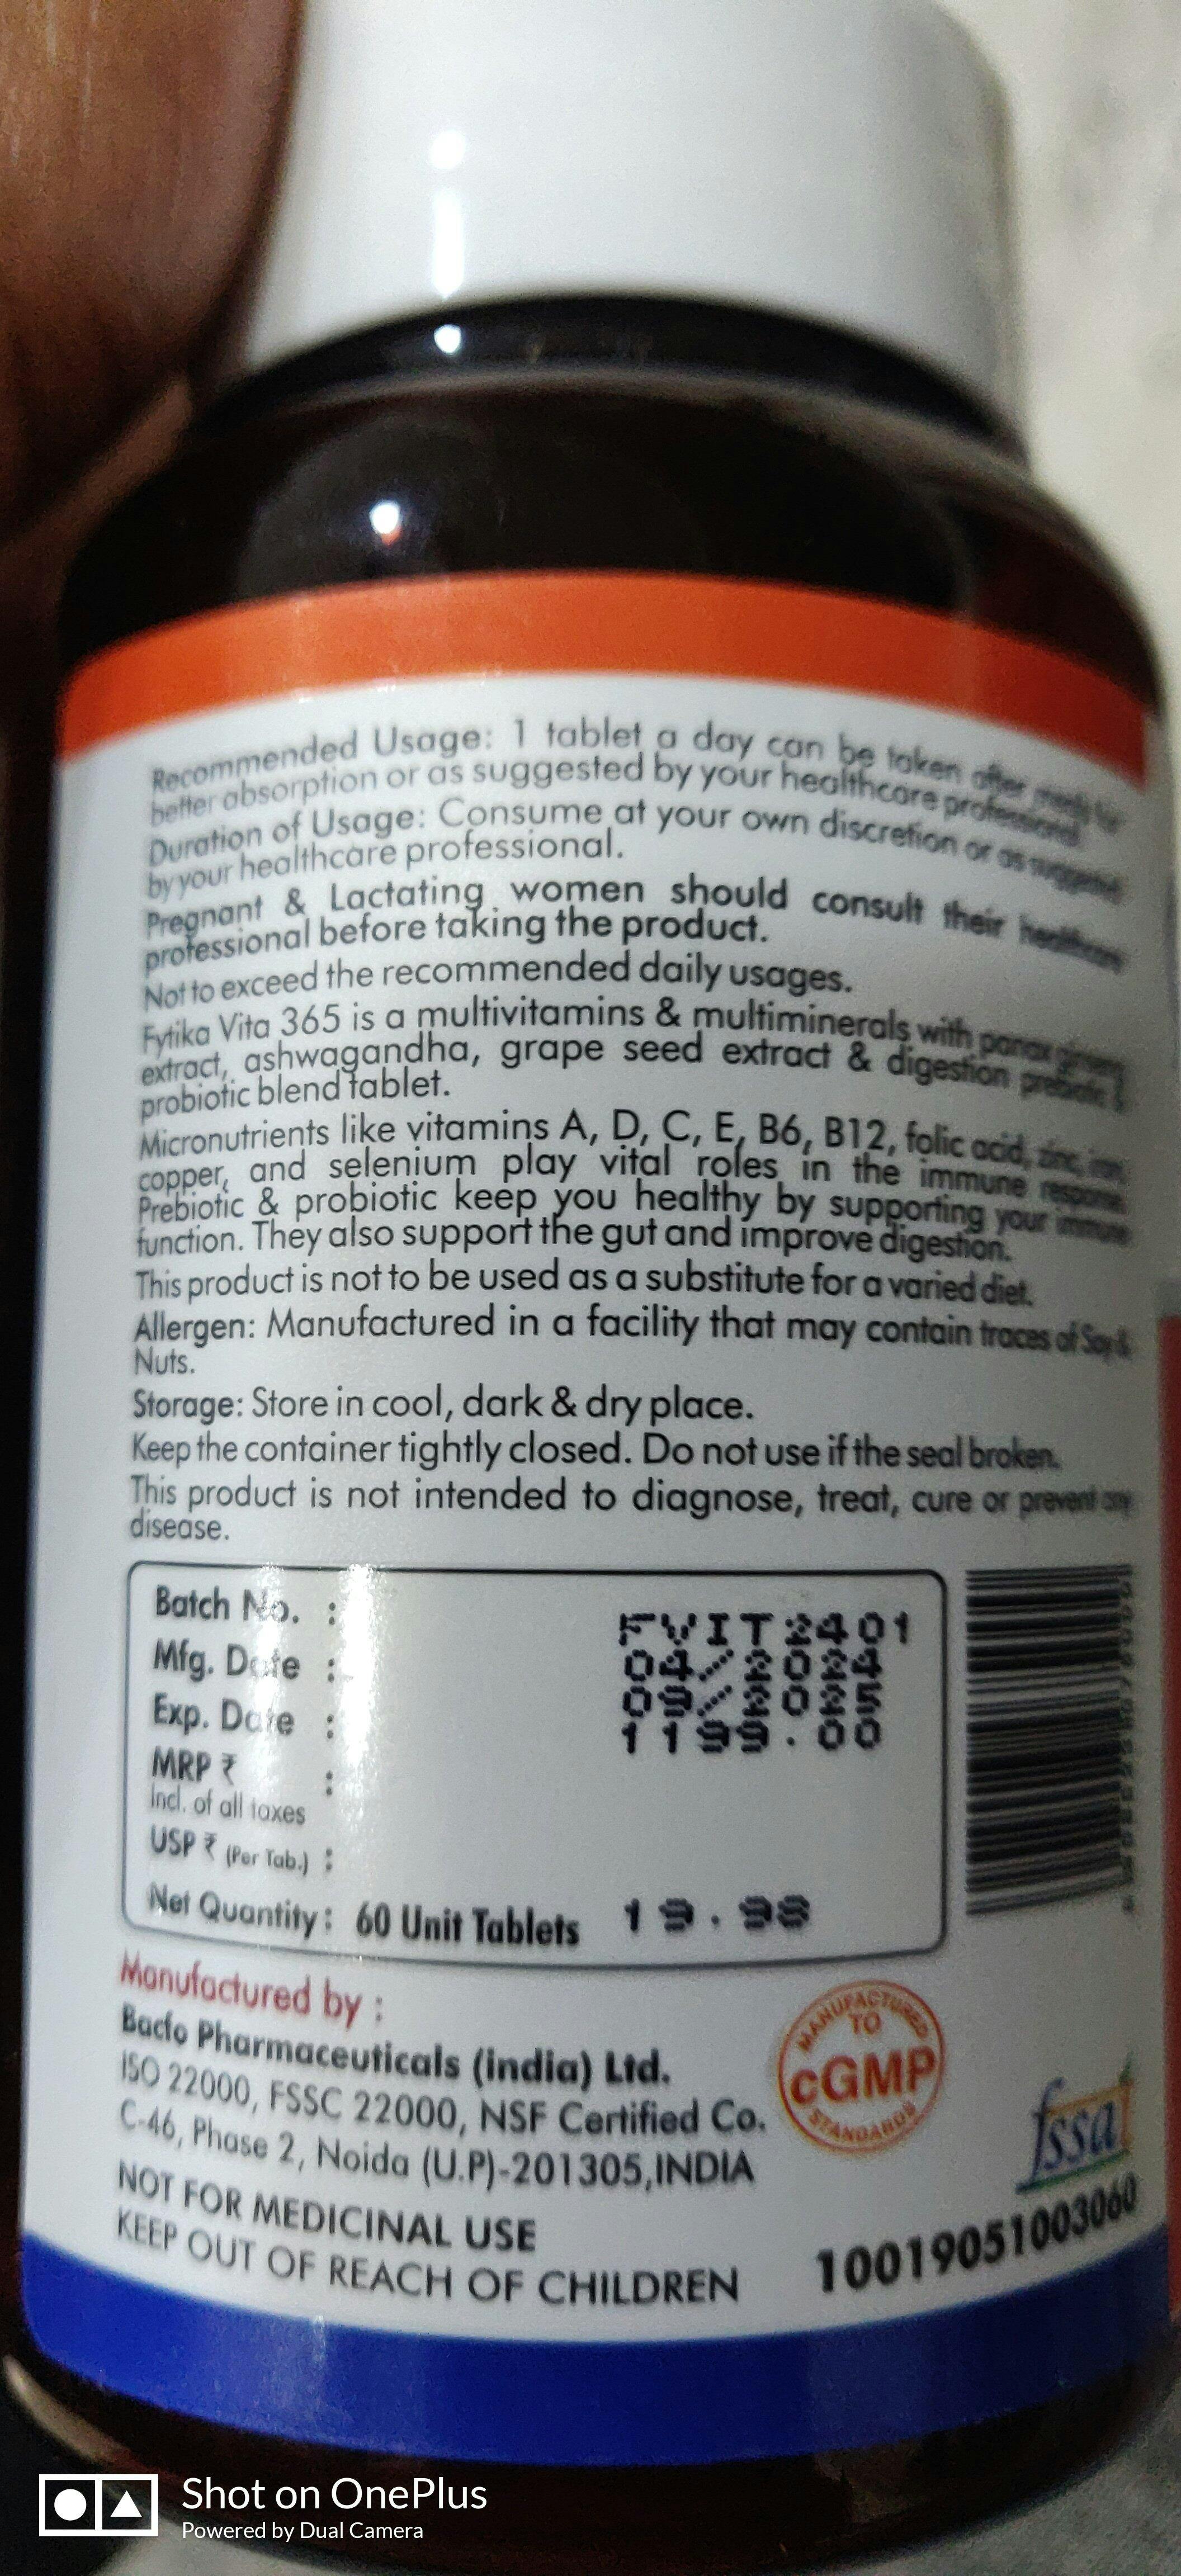 Recommended Usage: 1 tablet a day can be taken after meals for
better absorption or as suggested by your healthcare professional.
Duration of Usage: Consume at your own discretion or as suggested
by your healthcare professional.
Pregnant & Lactating women should consult their healthcare
professional before taking the product.
Not to exceed the recommended daily usages.
Fytika Vita 365 is a multivitamins & multiminerals with panax ginseng
extract, ashwagandha, grape seed extract & digestion prebiotic &
probiotic blend tablet.
Micronutrients like vitamins A, D, C, E, B6, B12, folic acid, zinc, iron,
copper, and selenium play vital roles in the immune response.
Prebiotic & probiotic keep you healthy by supporting your immune
function. They also support the gut and improve digestion.
This product is not to be used as a substitute for a varied diet.
Allergen: Manufactured in a facility that may contain traces of Soy &
Nuts.
Storage: Store in cool, dark & dry place.
Keep the container tightly closed. Do not use if the seal broken.
This product is not intended to diagnose, treat, cure or prevent any
disease.
Batch No. : FVIT2401
Mfg. Date : 04/2024
Exp. Date : 09/2025
MRP ₹ : 1199.00
Incl. of all taxes
USP ₹ (Per Tab.) : 19.98
Net Quantity: 60 Unit Tablets
Manufactured by :
Bacfo Pharmaceuticals (india) Ltd.
ISO 22000, FSSC 22000, NSF Certified Co.
C-46, Phase 2, Noida (U.P)-201305,INDIA
NOT FOR MEDICINAL USE
KEEP OUT OF REACH OF CHILDREN
MANUFACTURED
TO
cGMP
STANDARDS
fssai
10019051003060
Shot on OnePlus
Powered by Dual Camera